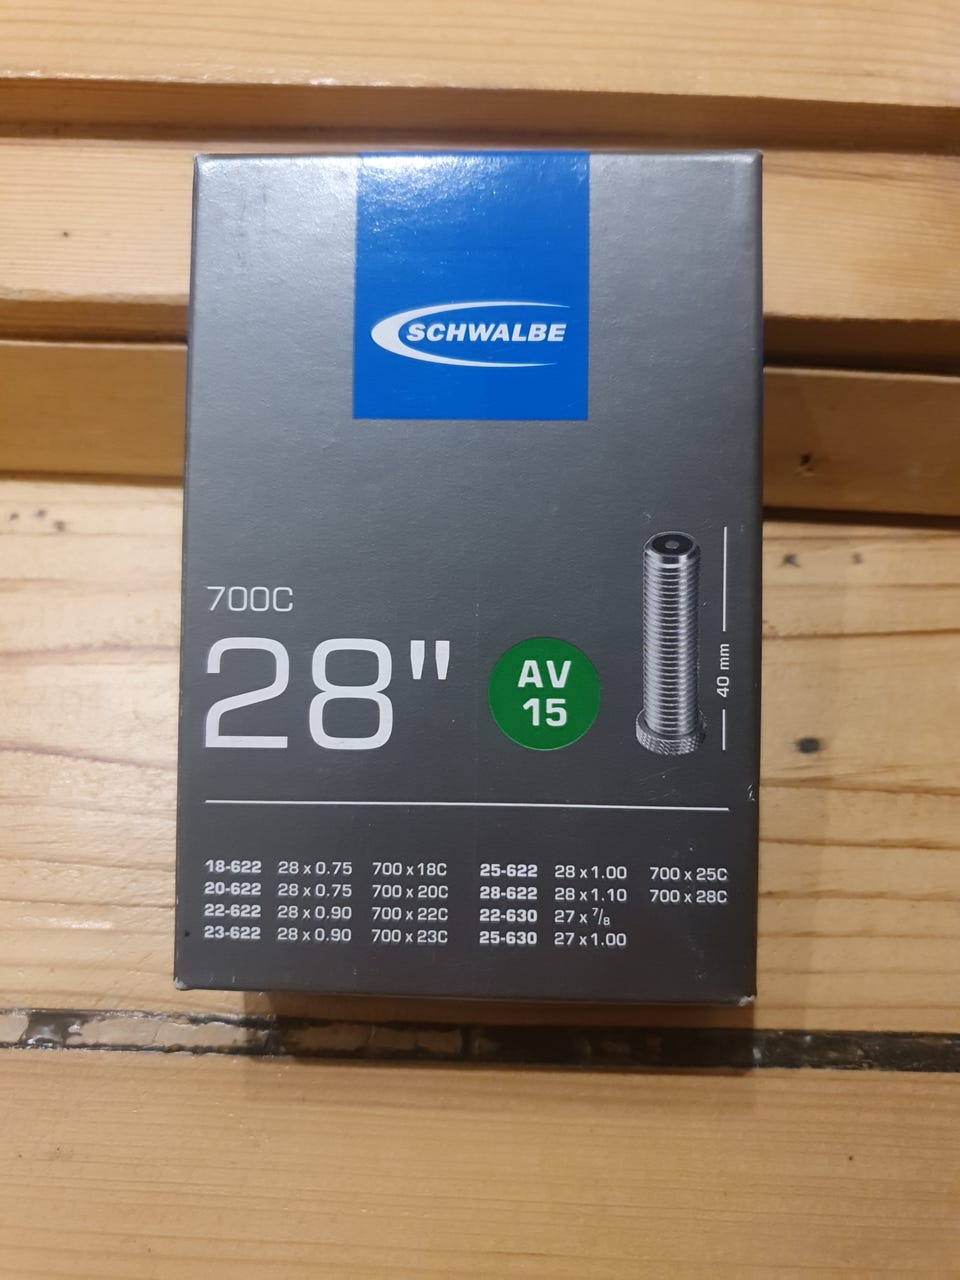 SCHWALBE
700C
28"
AV
15
40 mm
18-622 28 x 0.75 700 x 18C
20-622 28 x 0.75 700 x 20C
22-622 28 x 0.90 700 x 22C
23-622 28 x 0.90 700 x 23C
25-622 28 x 1.00 700 x 25C
28-622 28 x 1.10 700 x 28C
22-630 27 x 7/8
25-630 27 x 1.00